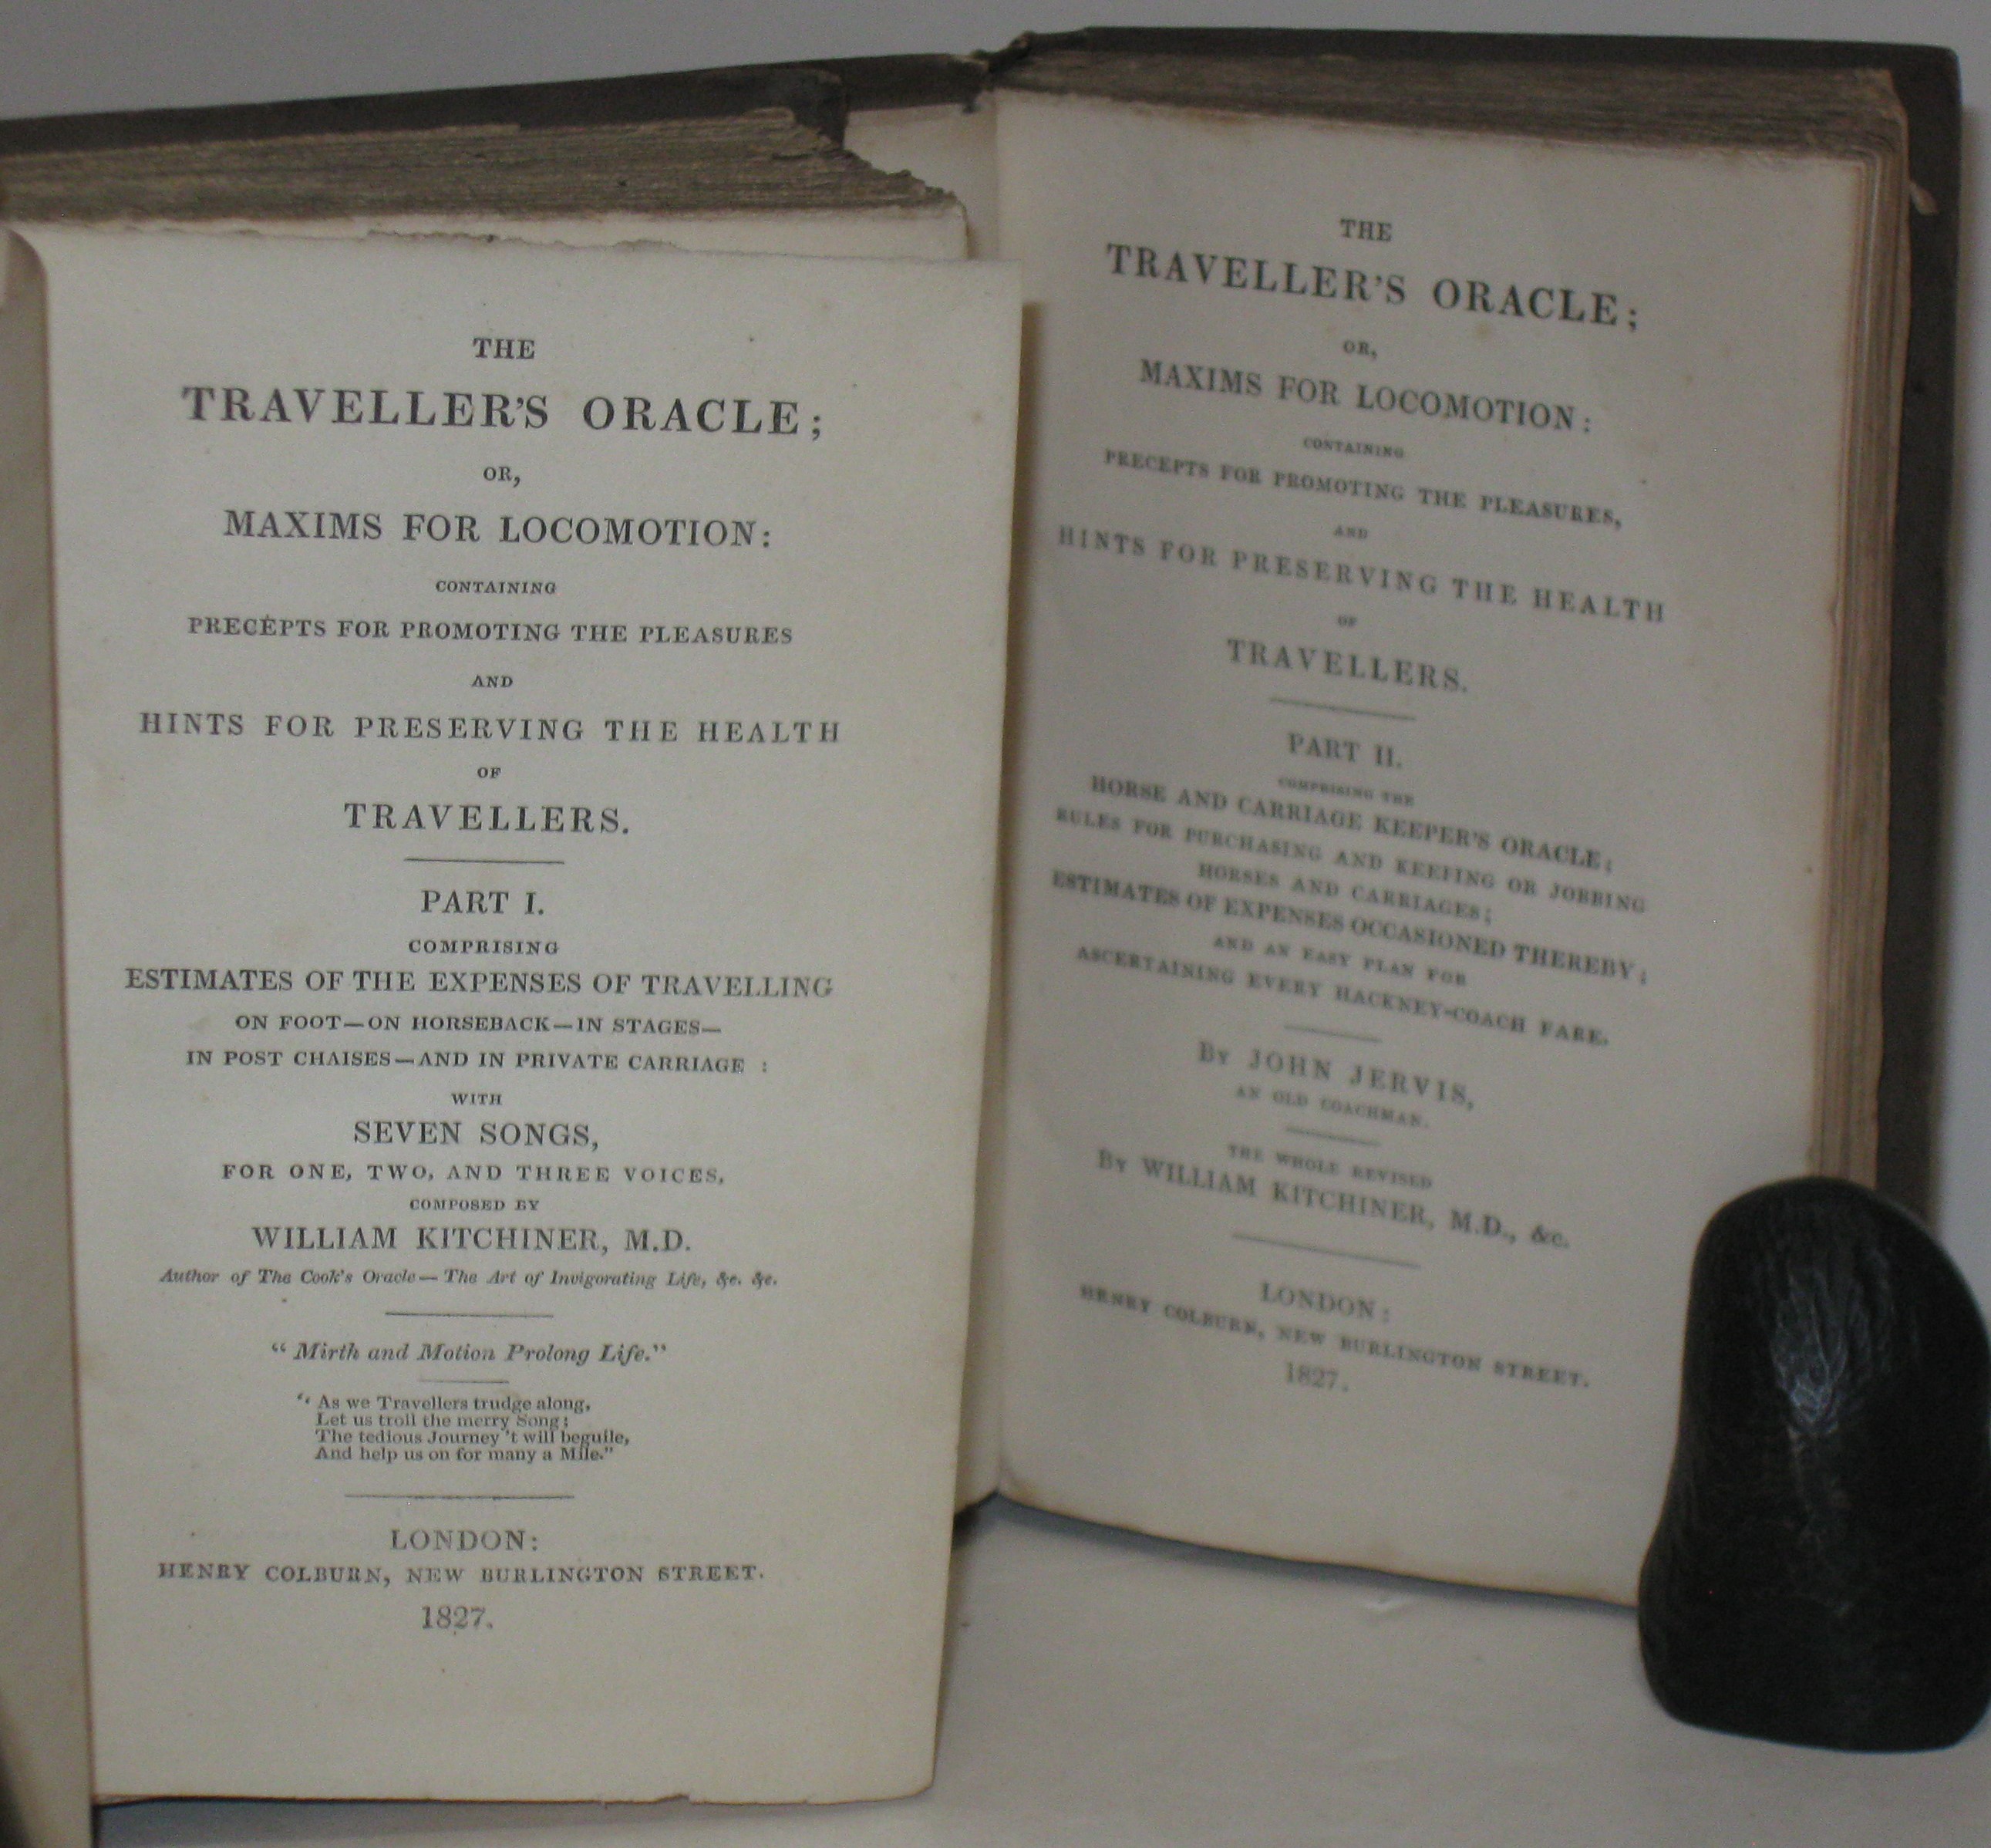 THE
TRAVELLER'S ORACLE;
OR,
MAXIMS FOR LOCOMOTION:
CONTAINING
PRECEPTS FOR PROMOTING THE PLEASURES
AND
HINTS FOR PRESERVING THE HEALTH
OF
TRAVELLERS.
PART I.
COMPRISING
ESTIMATES OF THE EXPENSES OF TRAVELLING
ON FOOT—ON HORSEBACK—IN STAGES—
IN POST CHAISES—AND IN PRIVATE CARRIAGE :
WITH
SEVEN SONGS,
FOR ONE, TWO, AND THREE VOICES,
COMPOSED BY
WILLIAM KITCHINER, M.D.
Author of The Cook's Oracle—The Art of Invigorating Life, &c. &c.
"Mirth and Motion Prolong Life."
"As we Travellers trudge along,
Let us troll the merry Song;
The tedious Journey 't will beguile,
And help us on for many a Mile."
LONDON:
HENRY COLBURN, NEW BURLINGTON STREET.
1827.
THE
TRAVELLER'S ORACLE;
OR,
MAXIMS FOR LOCOMOTION:
CONTAINING
PRECEPTS FOR PROMOTING THE PLEASURES,
AND
HINTS FOR PRESERVING THE HEALTH
OF
TRAVELLERS.
PART II.
COMPRISING THE
HORSE AND CARRIAGE KEEPER'S ORACLE;
RULES FOR PURCHASING AND KEEPING OR JOBBING
HORSES AND CARRIAGES;
ESTIMATES OF EXPENSES OCCASIONED THEREBY;
AND AN EASY PLAN FOR
ASCERTAINING EVERY HACKNEY-COACH FARE.
By JOHN JERVIS,
AN OLD COACHMAN.
THE WHOLE REVISED
By WILLIAM KITCHINER, M.D., &c.
LONDON:
HENRY COLBURN, NEW BURLINGTON STREET.
1827.